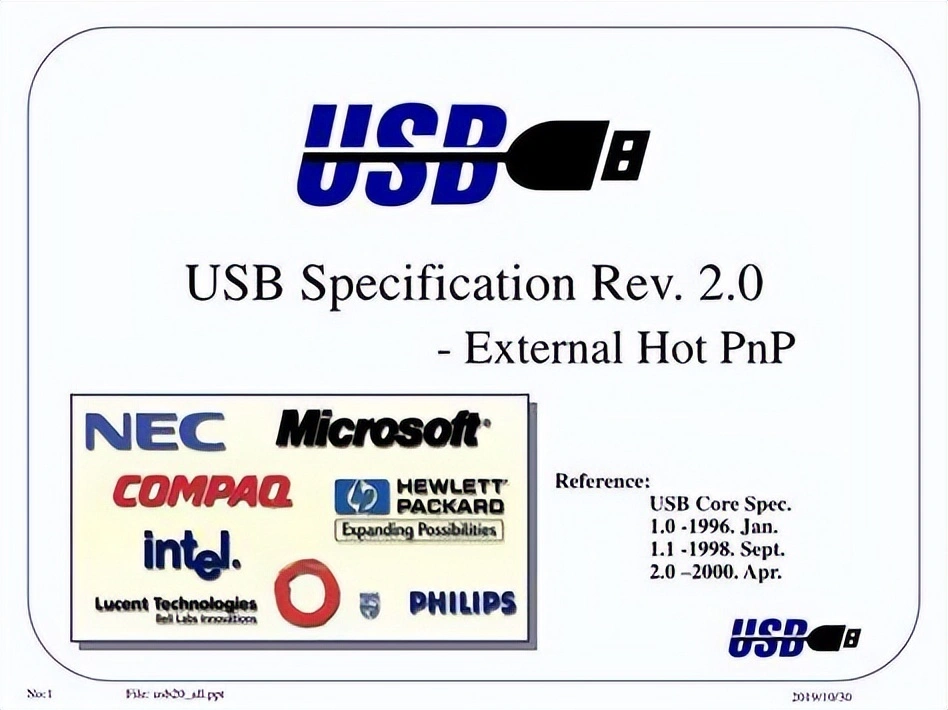 USB
USB Specification Rev. 2.0
- External Hot PnP
NEC
Microsoft®
COMPAQ
hp HEWLETT
PACKARD
Expanding Possibilities
intel.
Lucent Technologies
Bell Labs Innovations
PHILIPS
Reference:
USB Core Spec.
1.0 -1996. Jan.
1.1 -1998. Sept.
2.0 –2000. Apr.
USB
No:1
File: usb20_all.ppt
2019/10/30